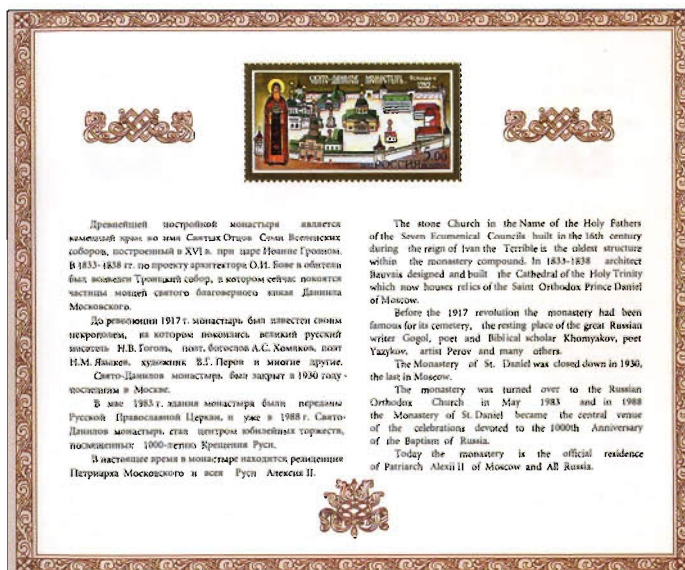 СВЯТО-ДАНИЛОВ МОНАСТЫРЬ
1282
5.00
РОССИЯ
Древнейшей постройкой монастыря является
каменный храм во имя Святых Отцов Семи Вселенских
соборов, построенный в XVI в. при царе Иоанне Грозном.
В 1833-1838 гг. по проекту архитектора О.И. Бове в обители
был возведен Троицкий собор, в котором сейчас покоятся
частицы мощей святого благоверного князя Даниила
Московского.
До революции 1917 г. монастырь был известен своим
некрополем, на котором покоились великий русский
писатель Н.В. Гоголь, поэт, богослов А.С. Хомяков, поэт
Н.М. Языков, художник В.Г. Перов и многие другие.
Свято-Данилов монастырь был закрыт в 1930 году -
последним в Москве.
В мае 1983 г. здания монастыря были переданы
Русской Православной Церкви, и уже в 1988 г. Свято-
Данилов монастырь стал центром юбилейных торжеств,
посвященных 1000-летию Крещения Руси.
В настоящее время в монастыре находится резиденция
Патриарха Московского и всея Руси Алексия II.
The stone Church in the Name of the Holy Fathers
of the Seven Ecumenical Councils built in the 16th century
during the reign of Ivan the Terrible is the oldest structure
within the monastery compound. In 1833-1838 architect
Bauvais designed and built the Cathedral of the Holy Trinity
which now houses relics of the Saint Orthodox Prince Daniel
of Moscow.
Before the 1917 revolution the monastery had been
famous for its cemetery, the resting place of the great Russian
writer Gogol, poet and Biblical scholar Khomyakov, poet
Yazykov, artist Perov and many others.
The Monastery of St. Daniel was closed down in 1930,
the last in Moscow.
The monastery was turned over to the Russian
Orthodox Church in May 1983 and in 1988
the Monastery of St. Daniel became the central venue
of the celebrations devoted to the 1000th Anniversary
of the Baptism of Russia.
Today the monastery is the official residence
of Patriarch Alexii II of Moscow and All Russia.